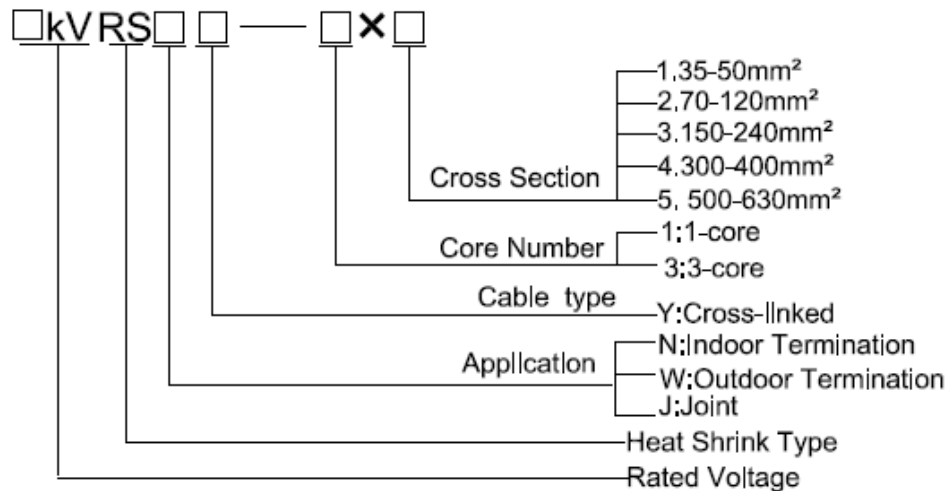 □kVRS□□—□×□
1.35-50mm²
2.70-120mm²
3.150-240mm²
Cross Section
4.300-400mm²
5. 500-630mm²
Core Number
1:1-core
3:3-core
Cable type
Y:Cross-linked
N:Indoor Termination
Application
W:Outdoor Termination
J:Joint
Heat Shrink Type
Rated Voltage